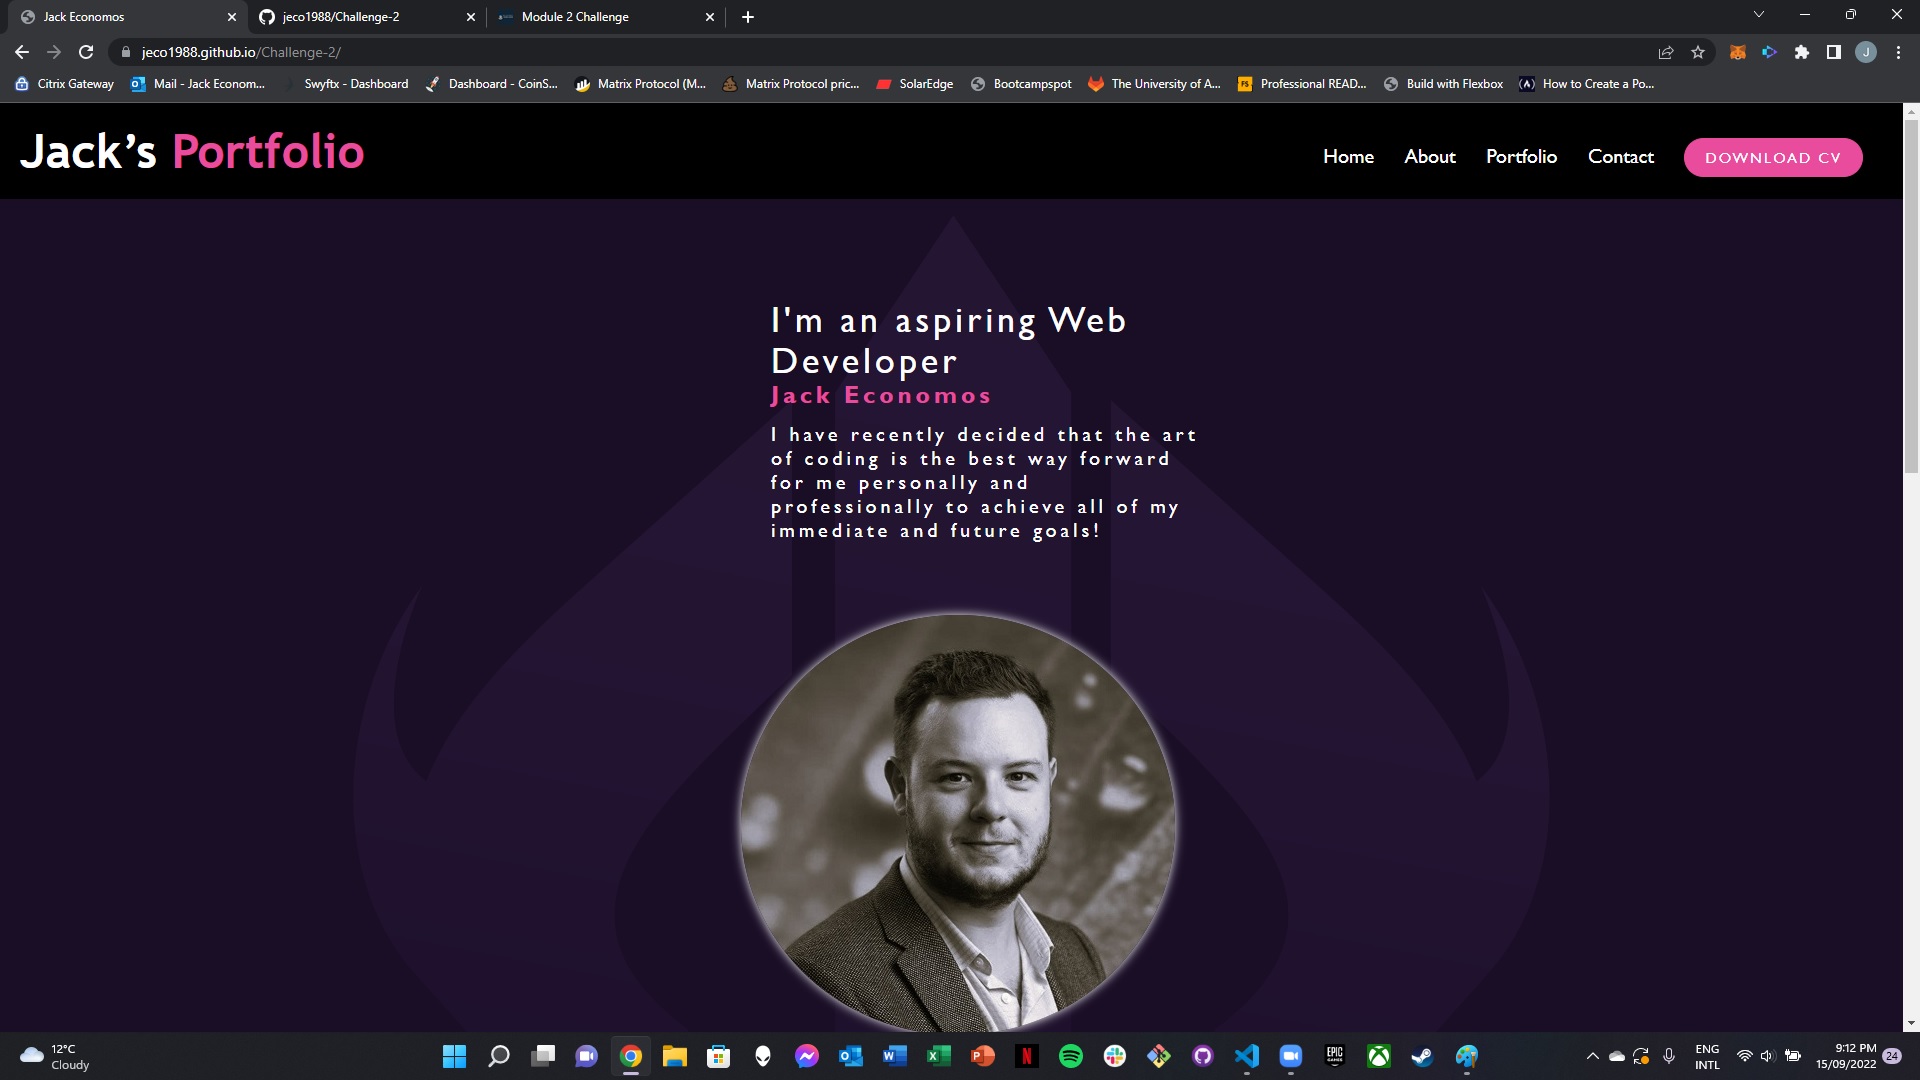 Jack Economos
jeco1988/Challenge-2
Module 2 Challenge
jeco1988.github.io/Challenge-2/
J
Citrix Gateway
Mail - Jack Econom...
Swyftx - Dashboard
Dashboard - CoinS...
Matrix Protocol (M...
Matrix Protocol pric...
SolarEdge
Bootcampspot
The University of A...
FS
Professional READ...
Build with Flexbox
(A)
How to Create a Po...
Jack’s Portfolio
Home
About
Portfolio
Contact
DOWNLOAD CV
I'm an aspiring Web
Developer
Jack Economos
I have recently decided that the art
of coding is the best way forward
for me personally and
professionally to achieve all of my
immediate and future goals!
12°C
Cloudy
EPIC
GAMES
ENG
INTL
9:12 PM
15/09/2022
24